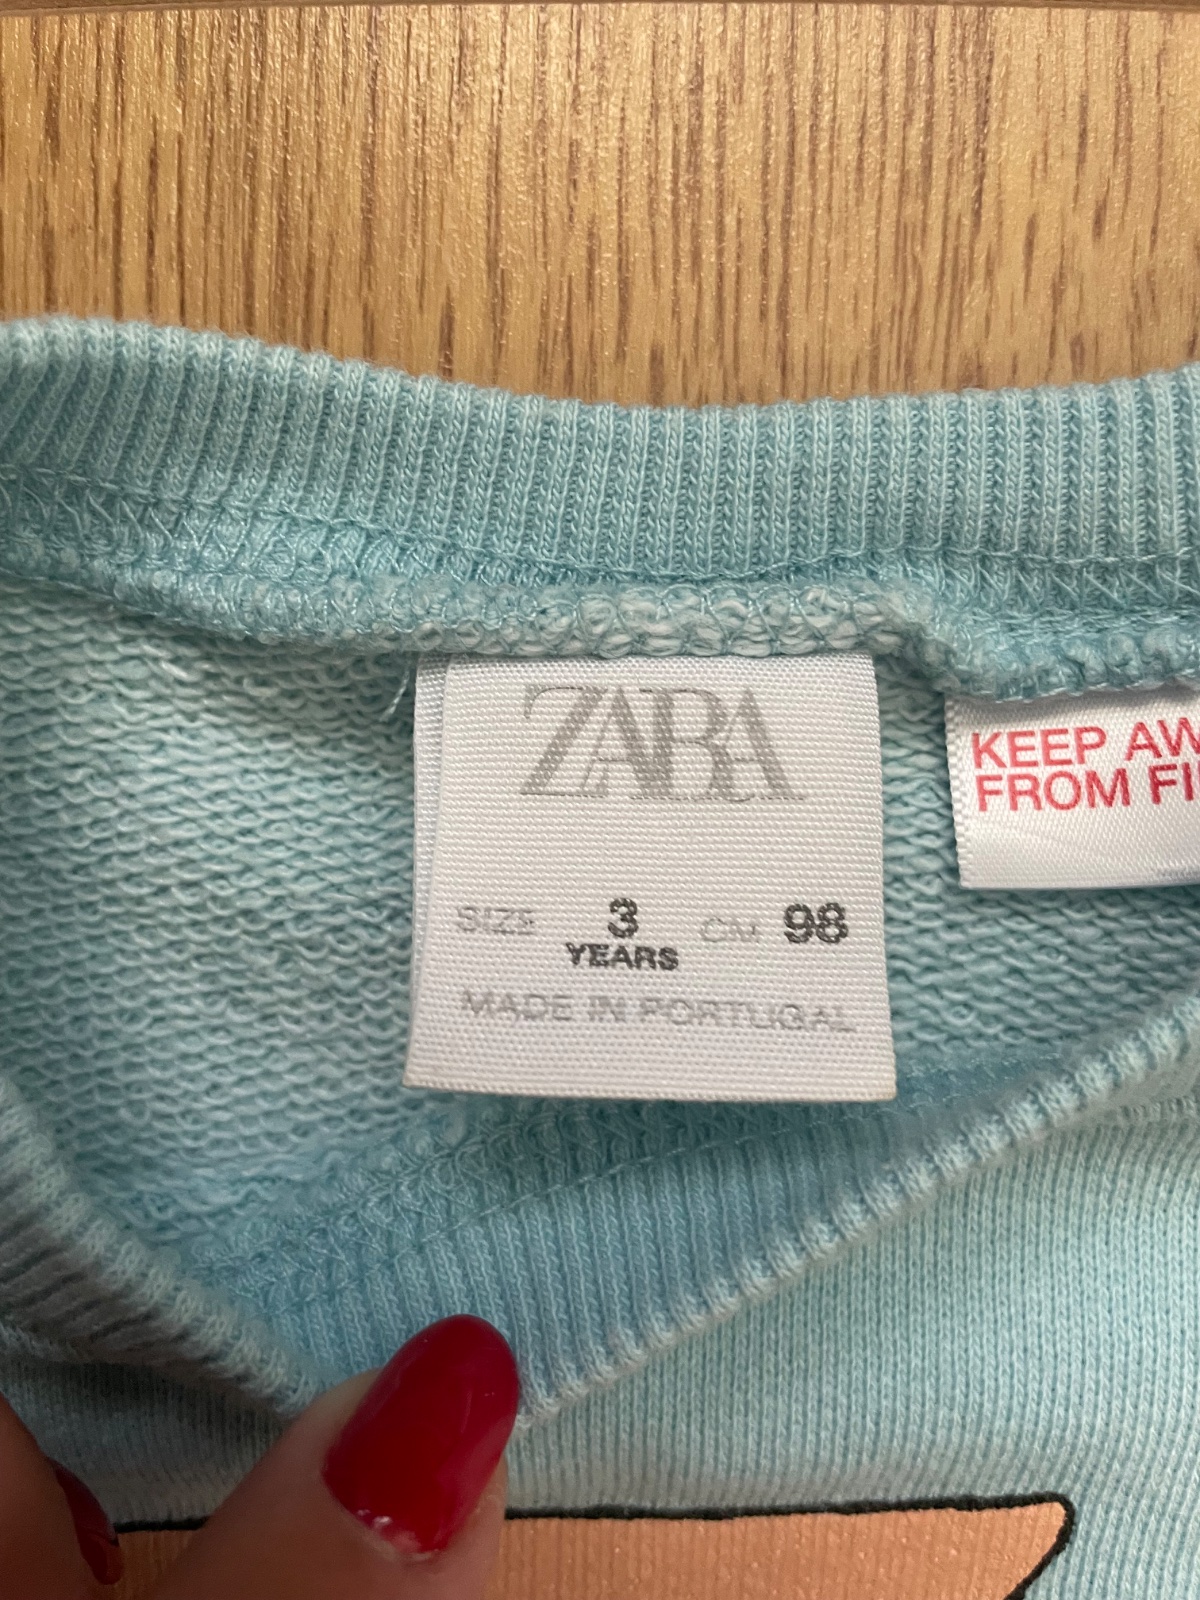 ZARA
SIZE 3 CM 98
YEARS
MADE IN PORTUGAL
KEEP AW
FROM FI